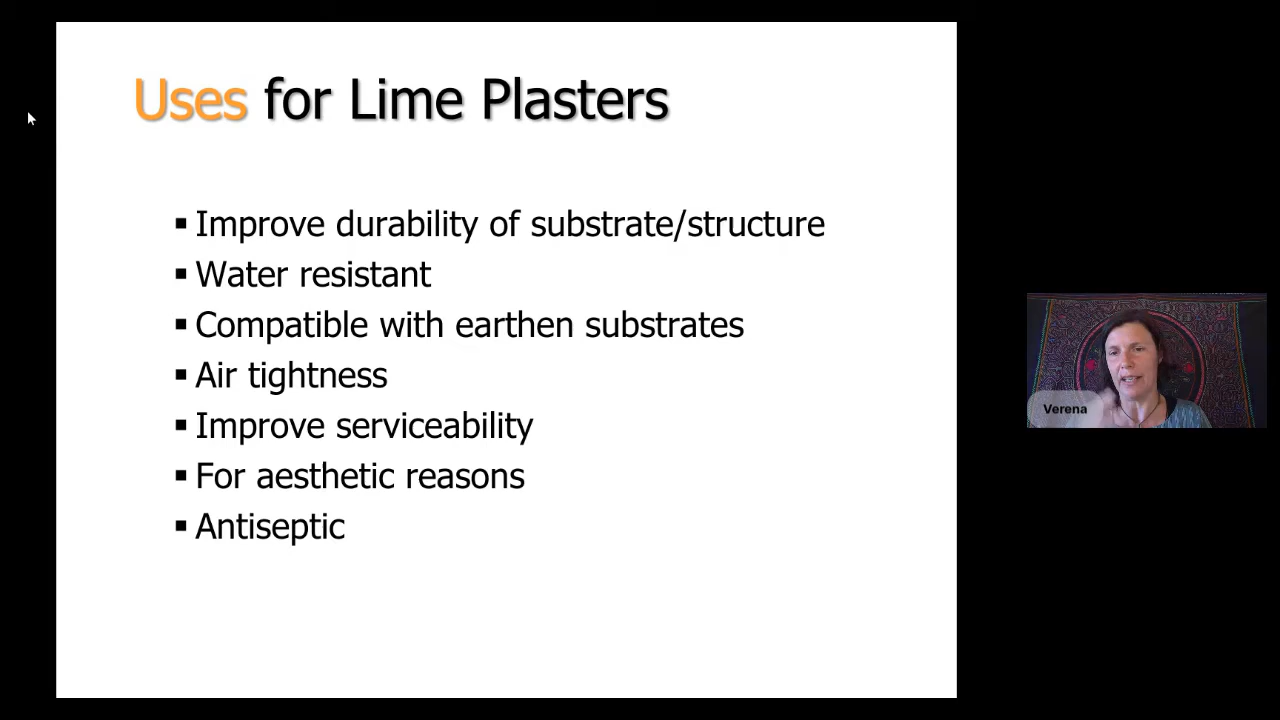 Uses for Lime Plasters
▪ Improve durability of substrate/structure
▪ Water resistant
▪ Compatible with earthen substrates
▪ Air tightness
▪ Improve serviceability
▪ For aesthetic reasons
▪ Antiseptic
Verena